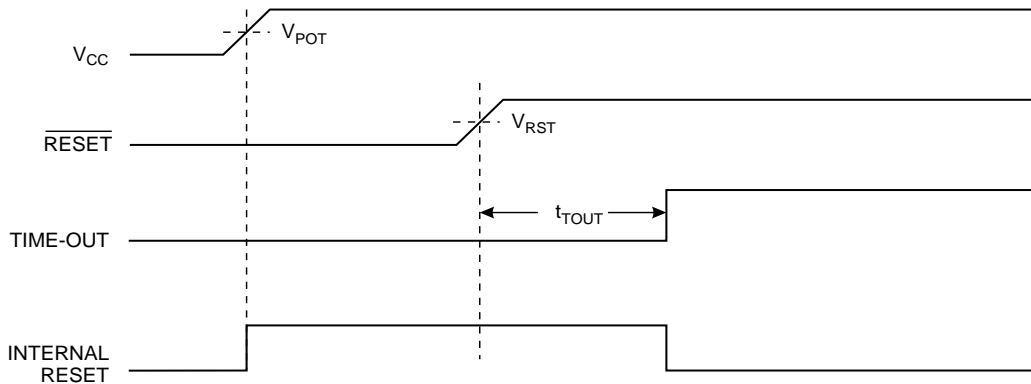 V_POT
V_CC
V_RST
RESET
t_TOUT
TIME-OUT
INTERNAL
RESET